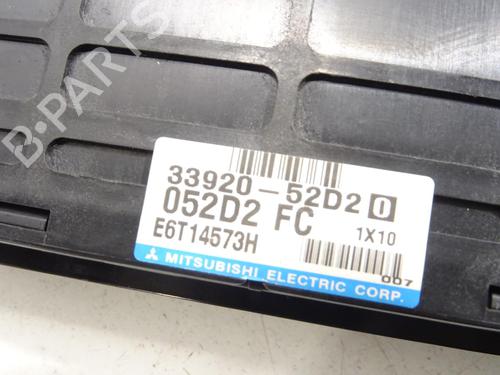 B-PARTS
33920-52D2 0
052D2 FC 1X10
E6T14573H
007
MITSUBISHI ELECTRIC CORP.